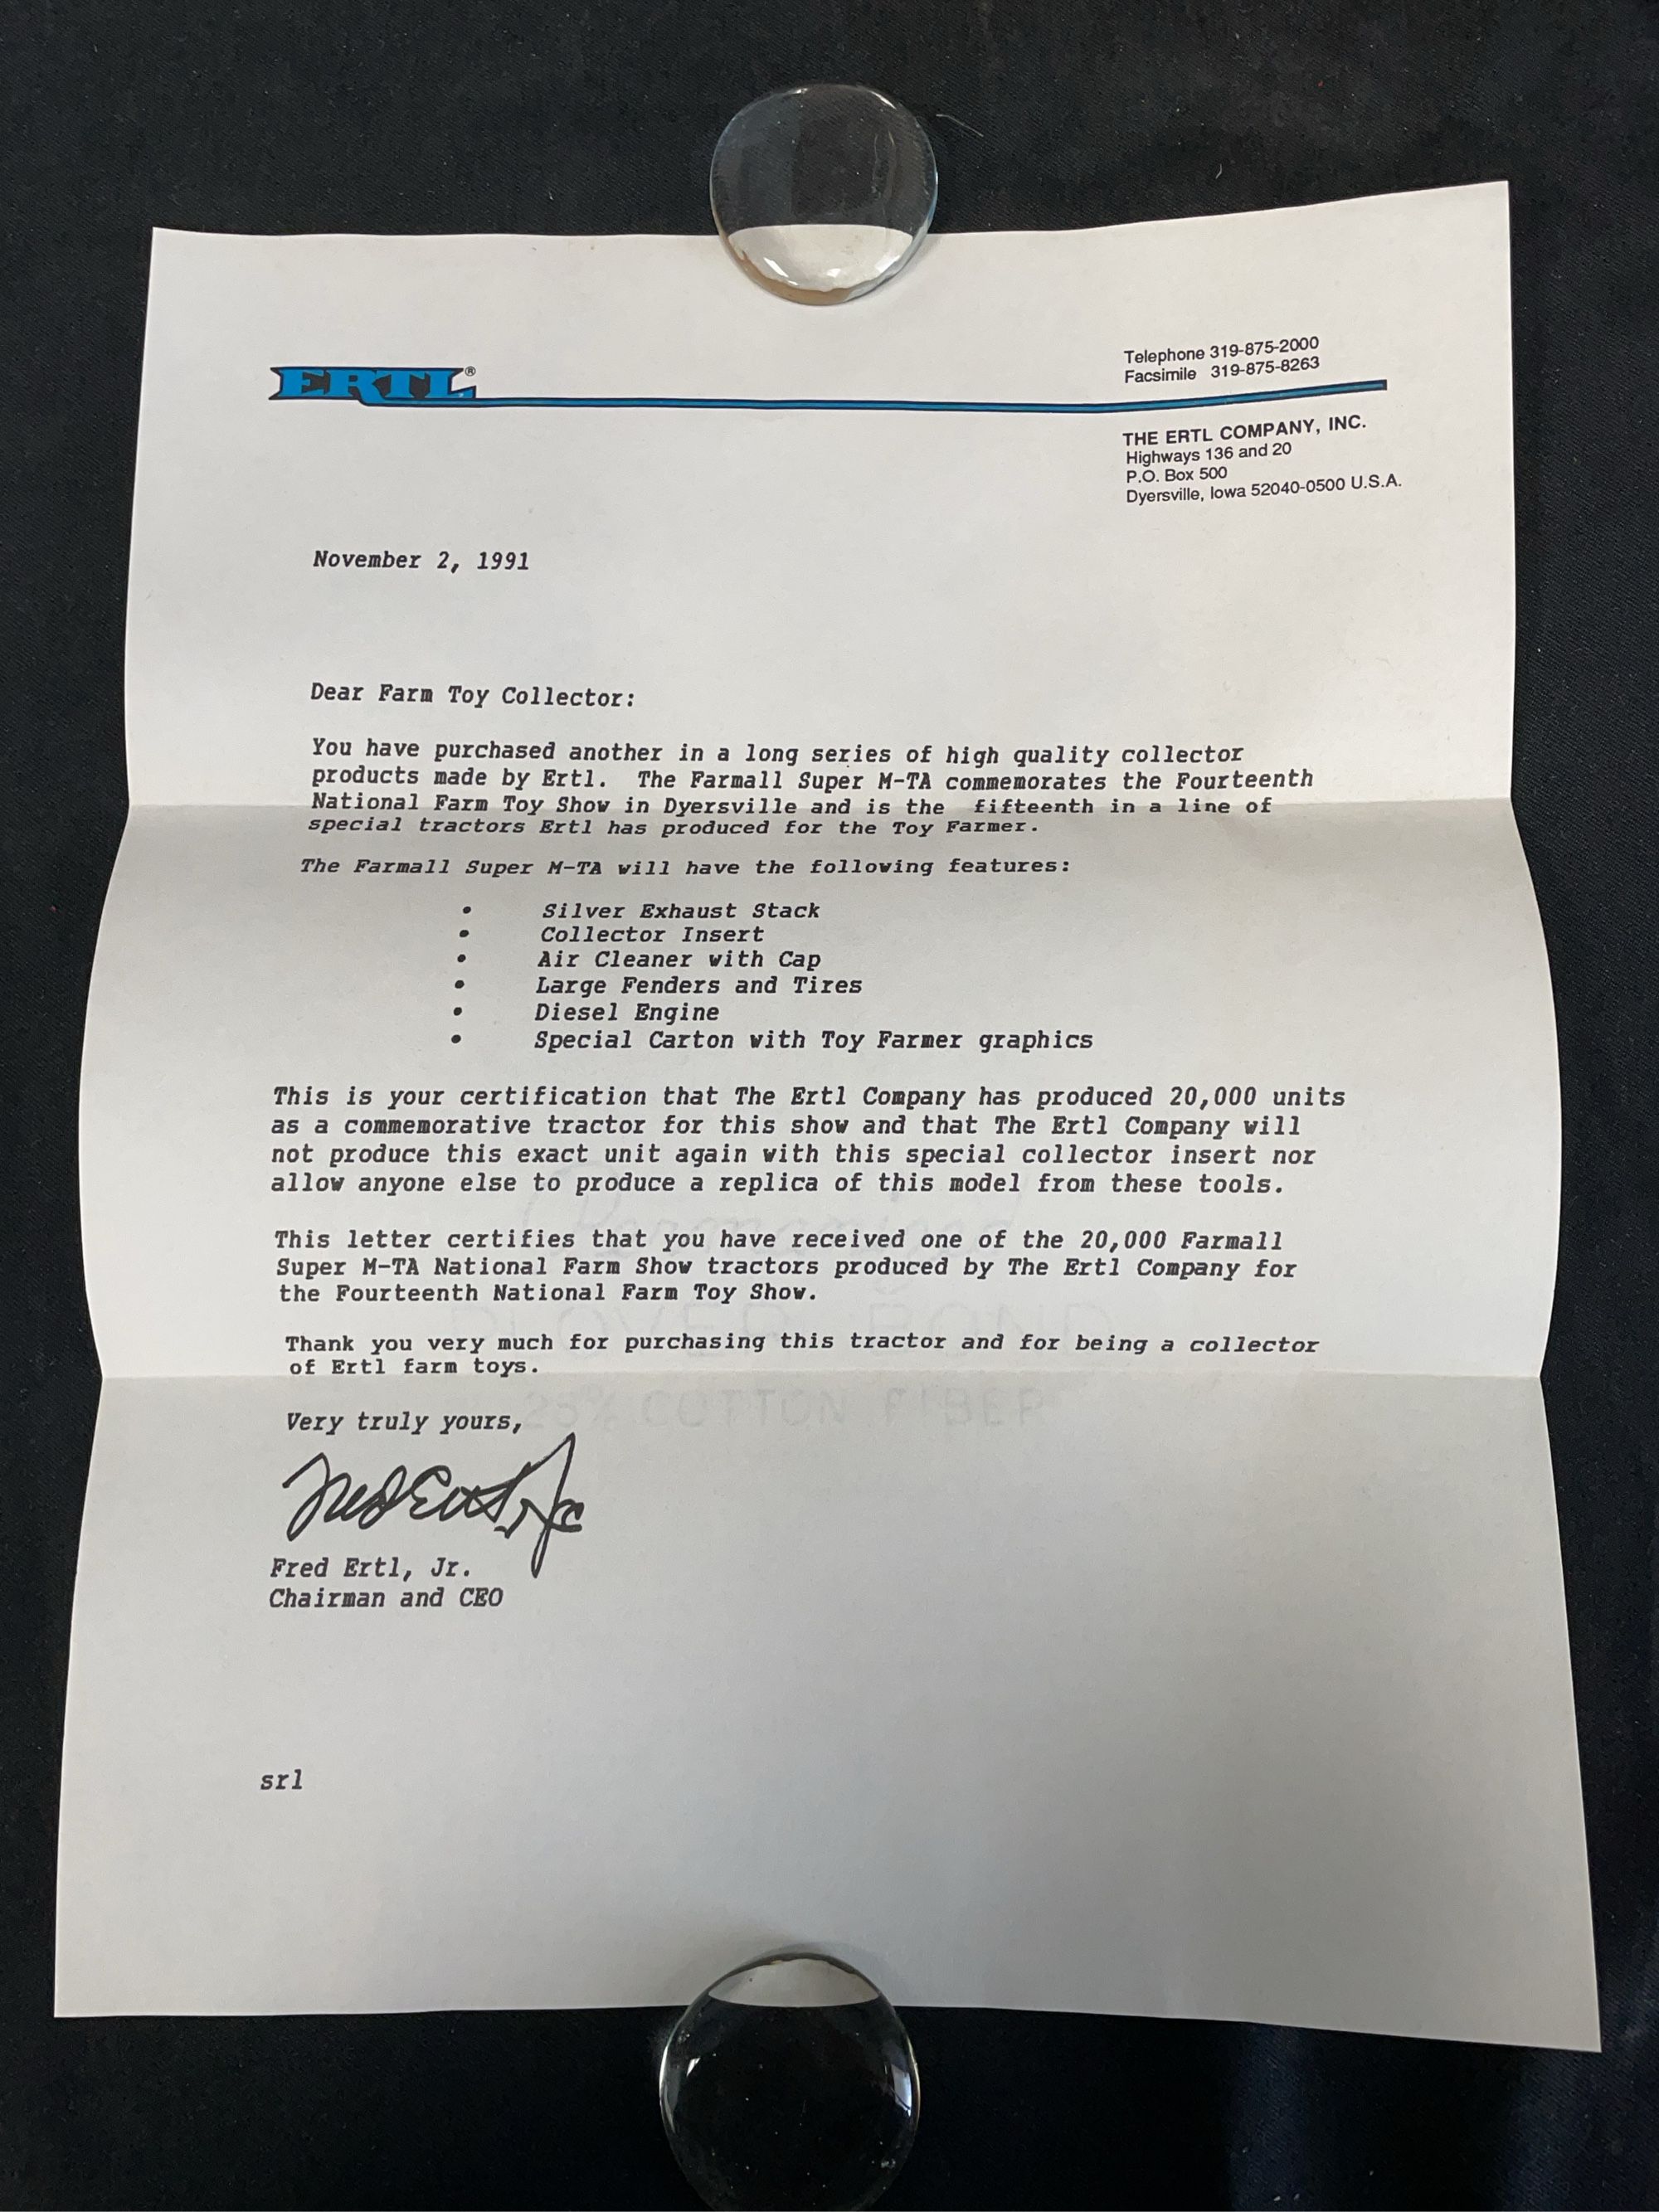 ERTL®
Telephone 319-875-2000
Facsimile 319-875-8263
THE ERTL COMPANY, INC.
Highways 136 and 20
P.O. Box 500
Dyersville, Iowa 52040-0500 U.S.A.
November 2, 1991
Dear Farm Toy Collector:
You have purchased another in a long series of high quality collector
products made by Ertl. The Farmall Super M-TA commemorates the Fourteenth
National Farm Toy Show in Dyersville and is the fifteenth in a line of
special tractors Ertl has produced for the Toy Farmer.
The Farmall Super M-TA will have the following features:
• Silver Exhaust Stack
• Collector Insert
• Air Cleaner with Cap
• Large Fenders and Tires
• Diesel Engine
• Special Carton with Toy Farmer graphics
This is your certification that The Ertl Company has produced 20,000 units
as a commemorative tractor for this show and that The Ertl Company will
not produce this exact unit again with this special collector insert nor
allow anyone else to produce a replica of this model from these tools.
This letter certifies that you have received one of the 20,000 Farmall
Super M-TA National Farm Show tractors produced by The Ertl Company for
the Fourteenth National Farm Toy Show.
Thank you very much for purchasing this tractor and for being a collector
of Ertl farm toys.
Very truly yours,
Fred Ertl, Jr.
Fred Ertl, Jr.
Chairman and CEO
srl
Permanized
PLOVER BOND
25% COTTON FIBER